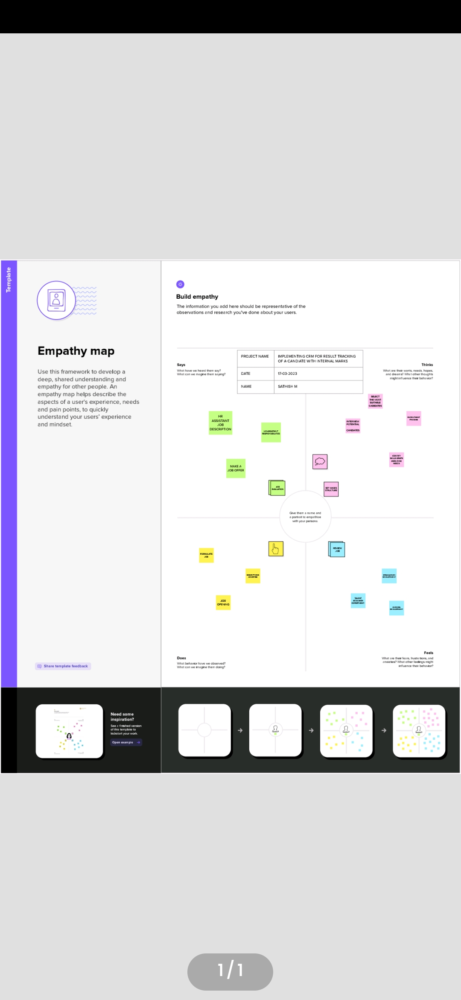 Template
Empathy map
Use this framework to develop a
deep, shared understanding and
empathy for other people. An
empathy map helps describe the
aspects of a user's experience, needs
and pain points, to quickly
understand your users' experience
and mindset.
Share template feedback
Build empathy
The information you add here should be representative of the
observations and research you've done about your users.
PROJECT NAME
IMPLEMENTING CRM FOR RESULT TRACKING
OF A CANDIATE WITH INTERNAL MARKS
DATE
17-03-2023
NAME
SATHISH M
Says
What have we heard them say?
What can we imagine them saying?
Thinks
What are their wants, needs, hopes,
and dreams? What other thoughts
might influence their behavior?
HR
ASSISTANT
JOB
DESCRIPTION
HR ASSISTANT
RESPONSIBILITIES
MAKE A
JOB OFFER
JOB
EVALUATION
SELECT
THE MOST
SUITABLE
CADIDATES
RECRUITMENT
PROCESS
INTERVIEW
POTENTIAL
CANDIATES
IDENTIFY
NEEDS
SET WAGES
STRUCTURE
Give them a name and
a portrait to empathize
with your persona.
FORMULATE
JOB
DESCRIPTIONS
ADVERTISE
JOB
OPENING
REVIEW
JOB
ORGANIZATION
DEVELOPMENT
TALENT
DEPARTMENT
DEVELOPMENT
Does
What behavior have we observed?
What can we imagine them doing?
Feels
What are their fears, frustrations, and
anxieties? What other feelings might
influence their behavior?
Need some
inspiration?
See a finished version
of this template to
kickstart your work.
Open example
1/1